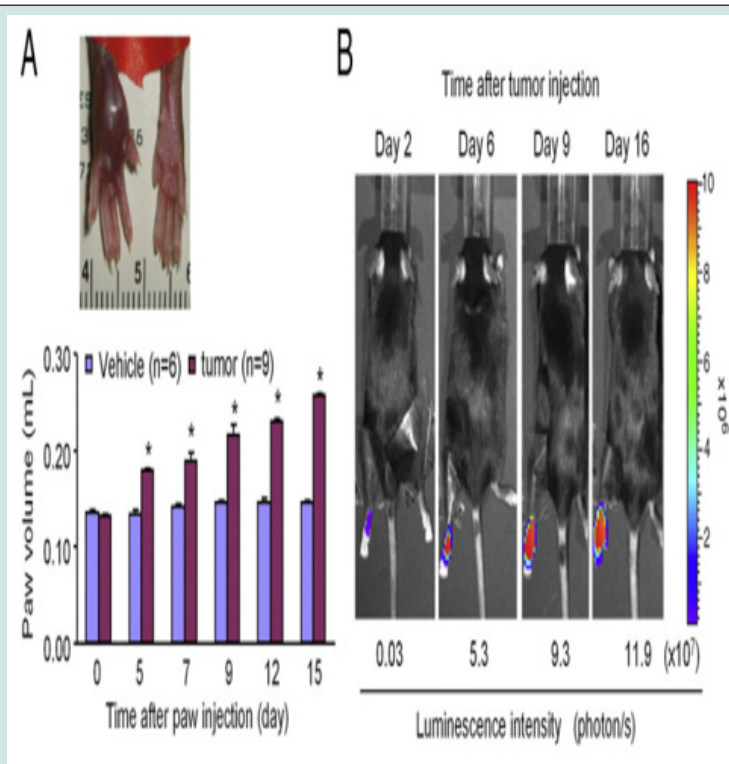 A
4 5 6
0.30
0.20
0.10
0.00
Paw volume (mL)
Vehicle (n=6) tumor (n=9)
* * * * *
0 5 7 9 12 15
Time after paw injection (day)
B
Time after tumor injection
Day 2 Day 6 Day 9 Day 16
10
8
6
4
2
x10⁶
0.03 5.3 9.3 11.9 (x10⁷)
Luminescence intensity (photon/s)